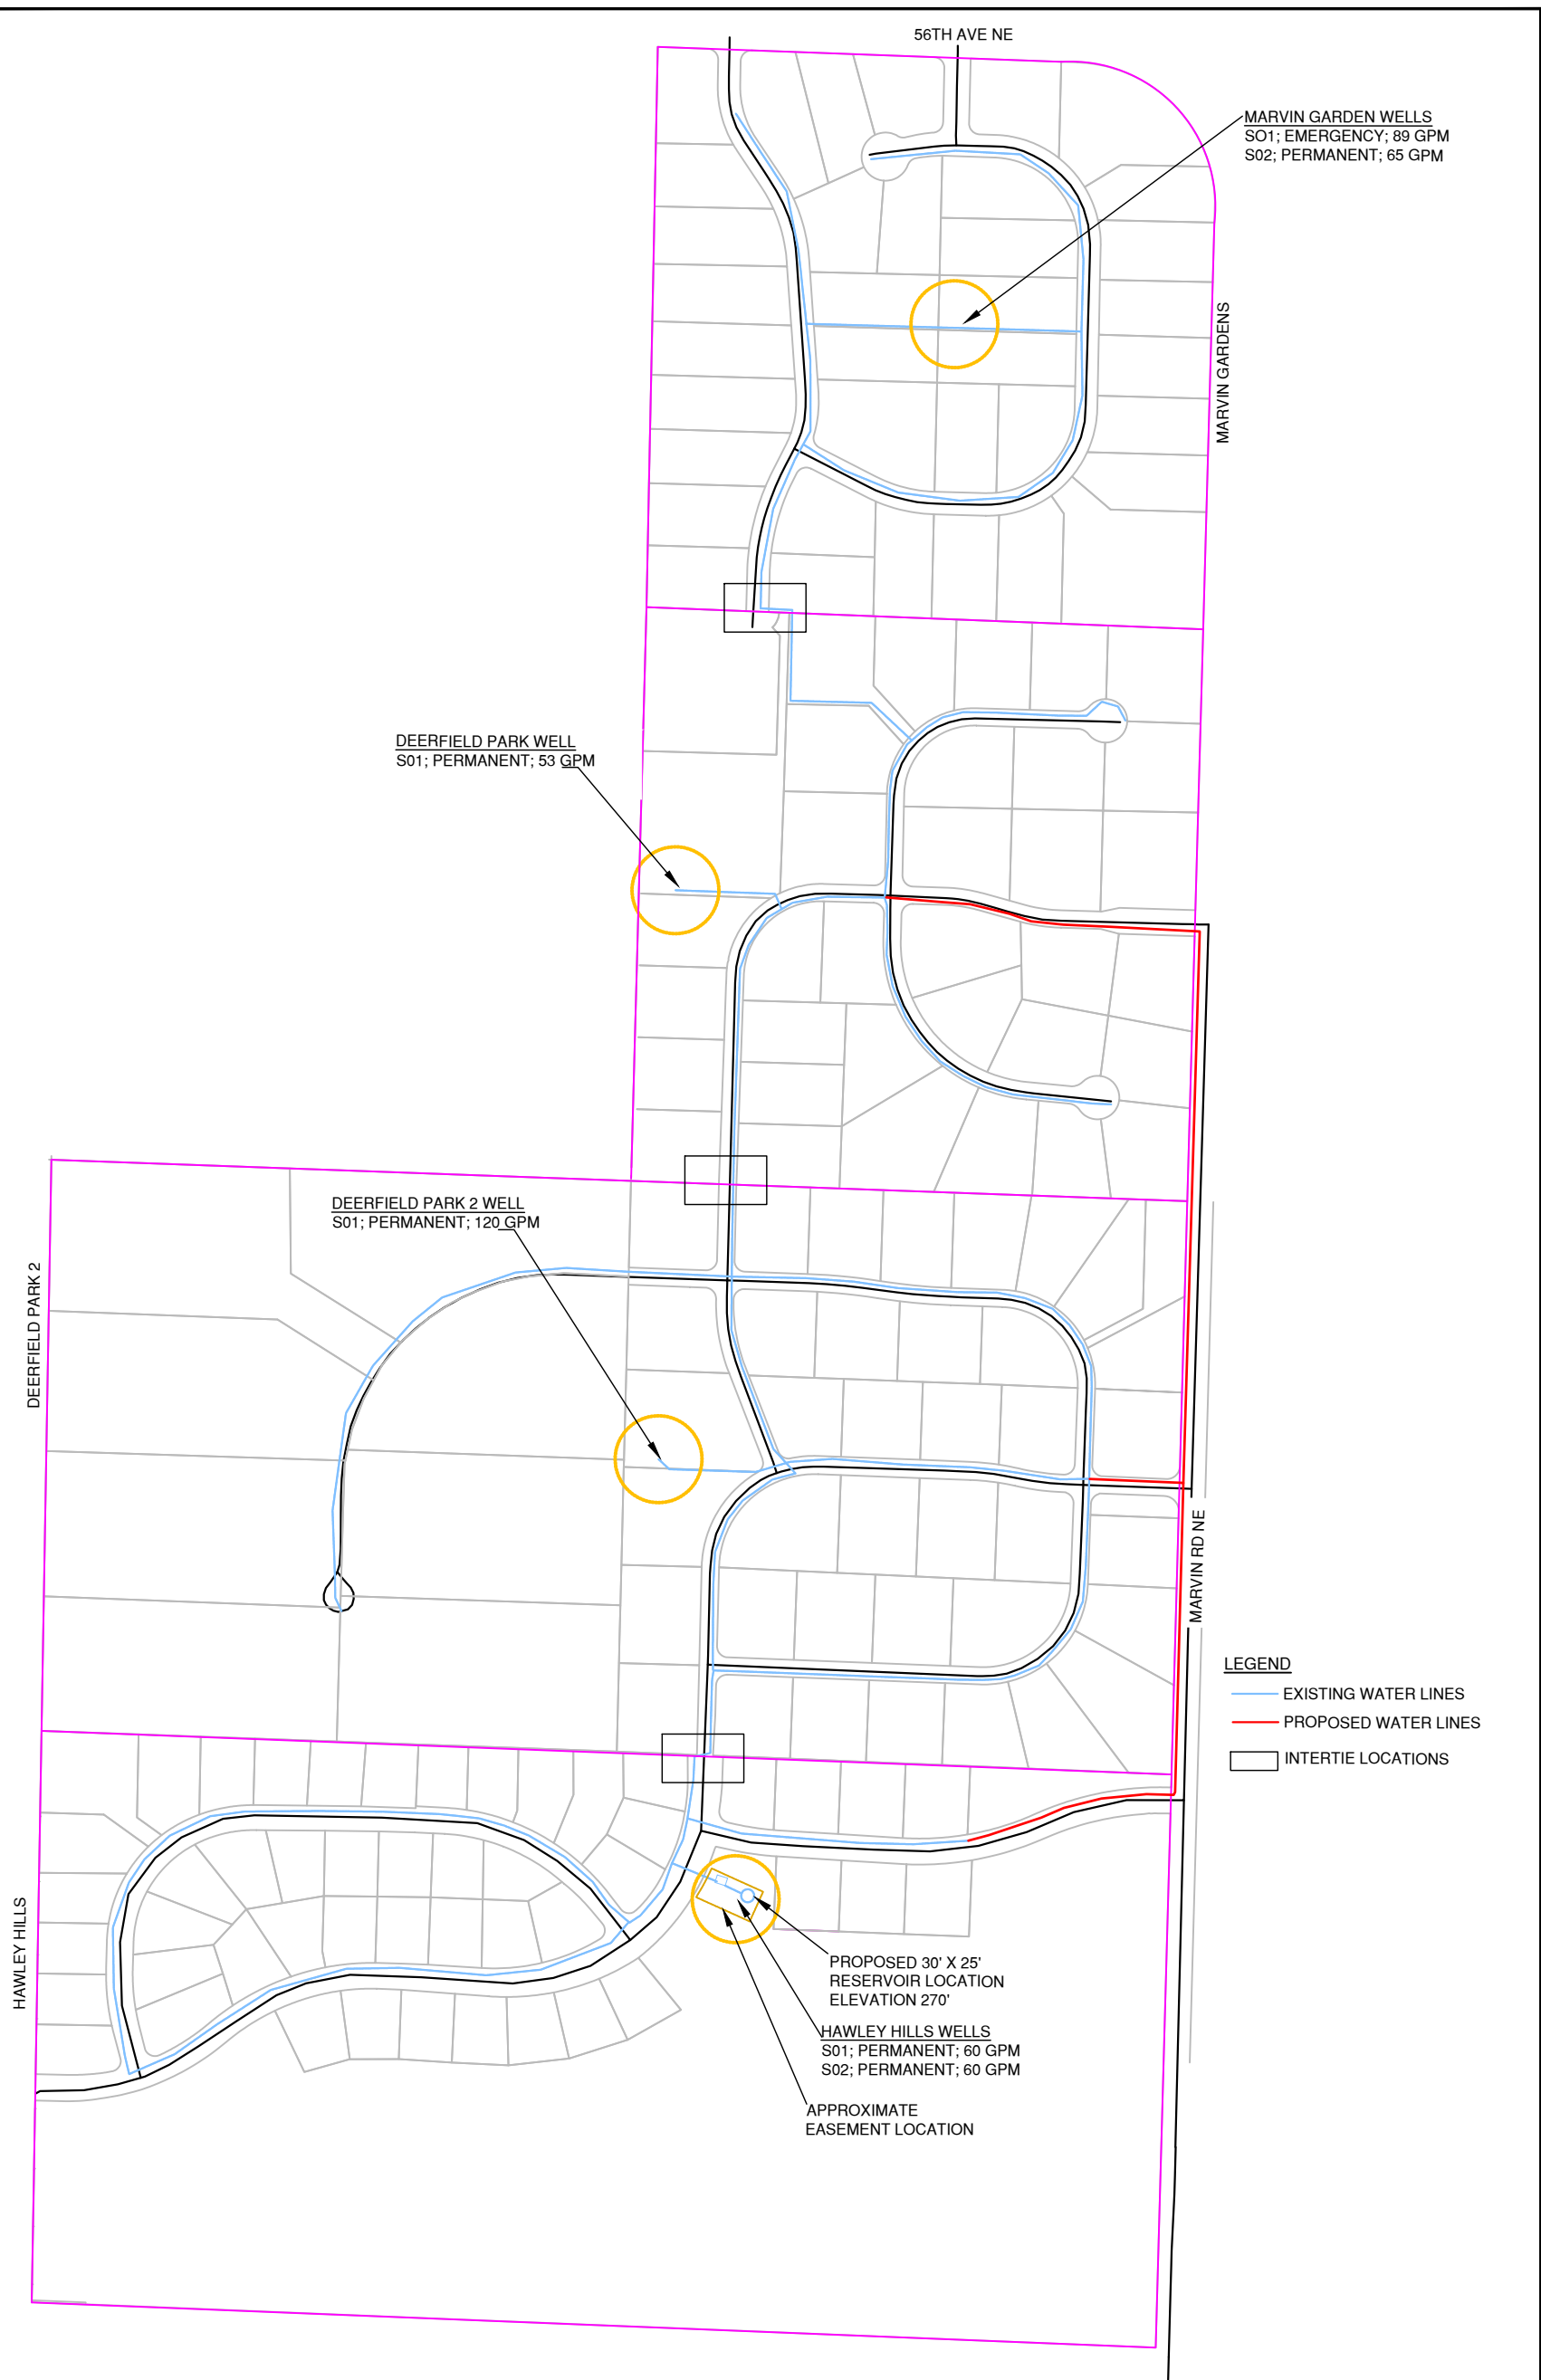 56TH AVE NE
MARVIN GARDEN WELLS
SO1; EMERGENCY; 89 GPM
S02; PERMANENT; 65 GPM
MARVIN GARDENS
DEERFIELD PARK WELL
S01; PERMANENT; 53 GPM
DEERFIELD PARK 2 WELL
S01; PERMANENT; 120 GPM
DEERFIELD PARK 2
MARVIN RD NE
LEGEND
EXISTING WATER LINES
PROPOSED WATER LINES
INTERTIE LOCATIONS
HAWLEY HILLS
PROPOSED 30' X 25'
RESERVOIR LOCATION
ELEVATION 270'
HAWLEY HILLS WELLS
S01; PERMANENT; 60 GPM
S02; PERMANENT; 60 GPM
APPROXIMATE
EASEMENT LOCATION